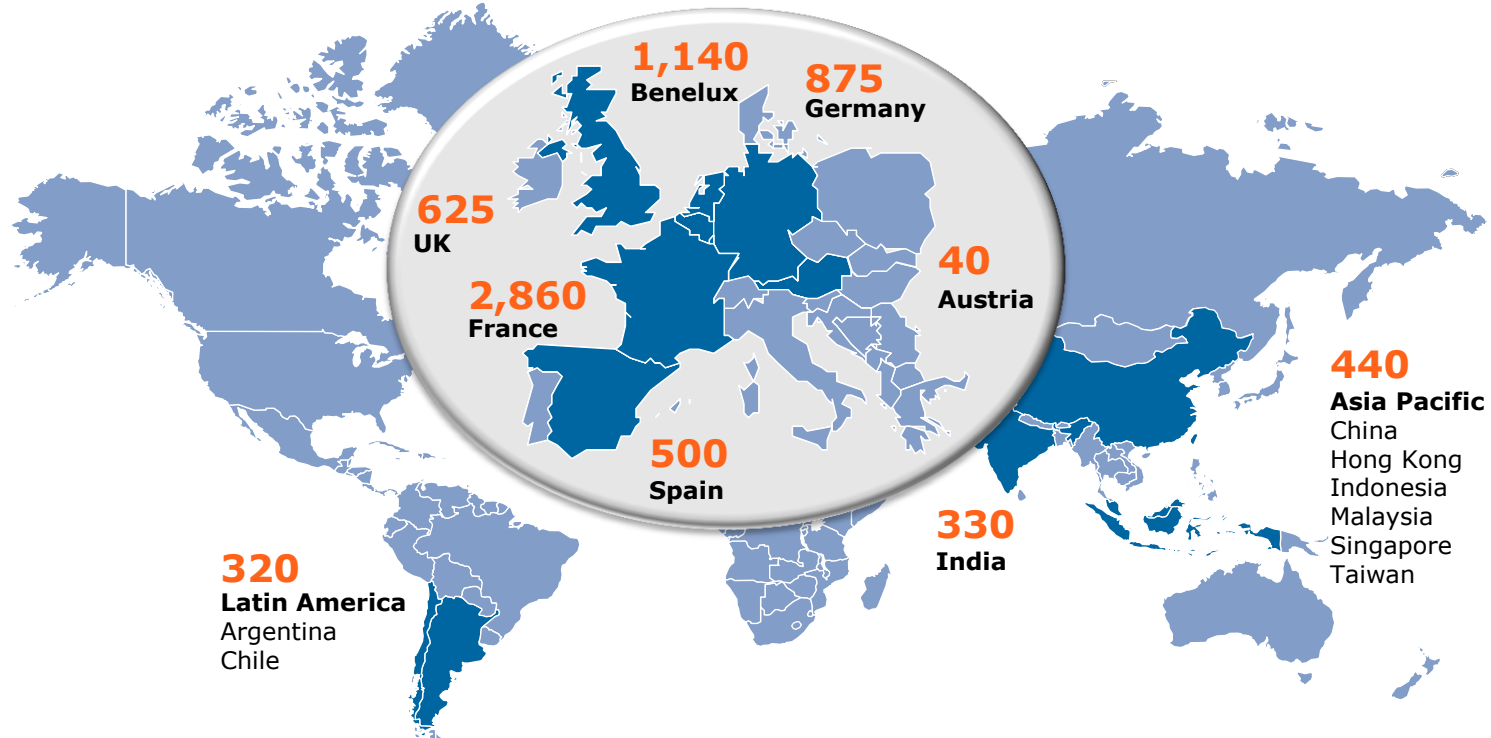 1,140
Benelux
875
Germany
625
UK
40
Austria
2,860
France
500
Spain
440
Asia Pacific
China
Hong Kong
Indonesia
Malaysia
Singapore
Taiwan
330
India
320
Latin America
Argentina
Chile